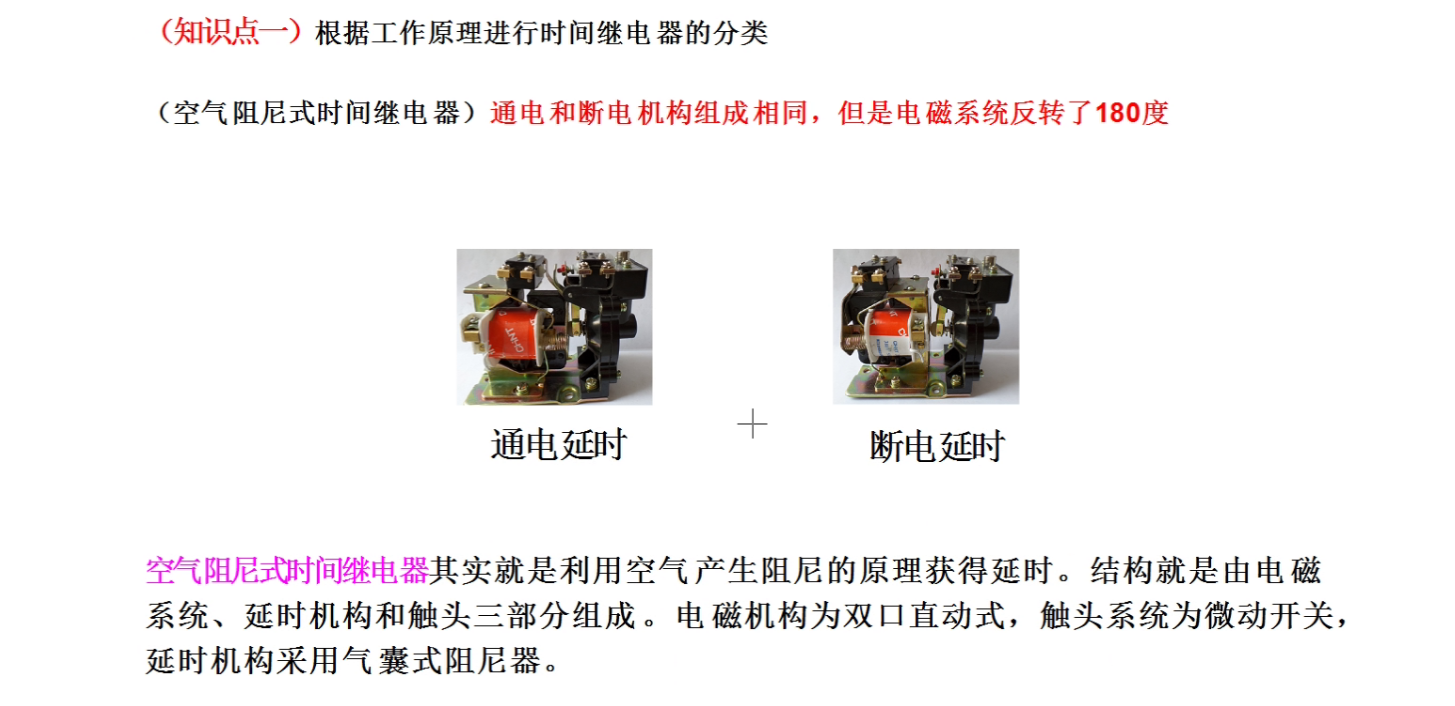 （知识点一）根据工作原理进行时间继电器的分类
（空气阻尼式时间继电器）通电和断电机构组成相同，但是电磁系统反转了180度
CHNT
通电延时
断电延时
空气阻尼式时间继电器其实就是利用空气产生阻尼的原理获得延时。结构就是由电磁
系统、延时机构和触头三部分组成。电磁机构为双口直动式，触头系统为微动开关，
延时机构采用气囊式阻尼器。